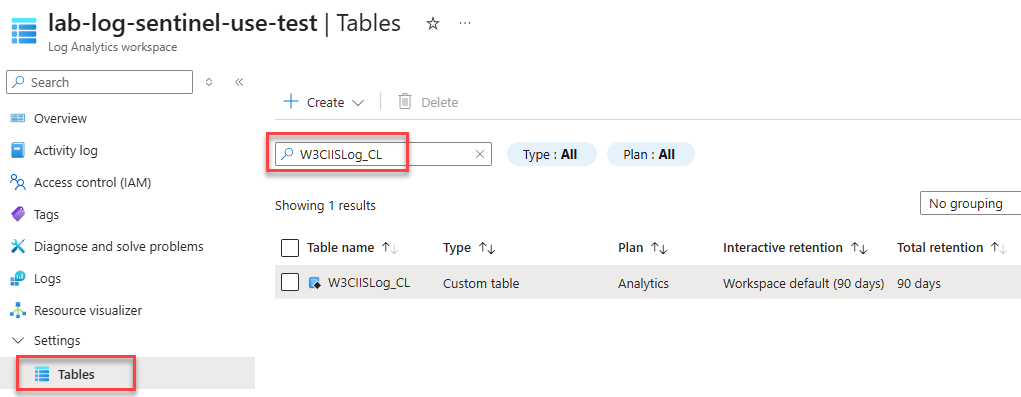 lab-log-sentinel-use-test | Tables
Log Analytics workspace
Search
Overview
Activity log
Access control (IAM)
Tags
Diagnose and solve problems
Logs
Resource visualizer
Settings
Tables
Create
Delete
W3CIISLog_CL
Type : All
Plan : All
Showing 1 results
No grouping
Table name Type Plan Interactive retention Total retention
W3CIISLog_CL Custom table Analytics Workspace default (90 days) 90 days